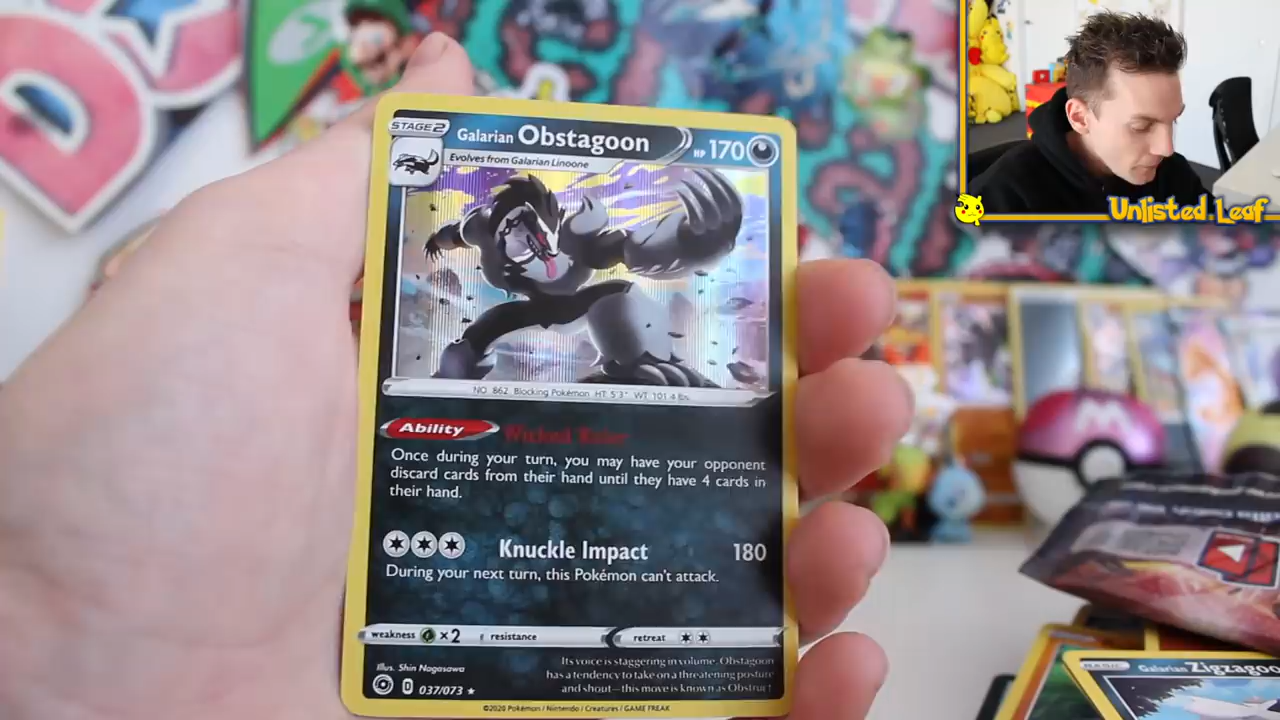 STAGE2
Galarian Obstagoon
HP 170
Evolves from Galarian Linoone
NO. 862 Blocking Pokémon HT: 5'3" WT: 101.4 lbs.
Ability Wicked Ruler
Once during your turn, you may have your opponent
discard cards from their hand until they have 4 cards in
their hand.
Knuckle Impact 180
During your next turn, this Pokémon can't attack.
weakness ×2 resistance retreat
Illus. Shin Nagasawa
Its voice is staggering in volume. Obstagoon
has a tendency to take on a threatening posture
and shout—this move is known as Obstruct.
D 037/073 ★
©2020 Pokémon / Nintendo / Creatures / GAME FREAK
Unlisted Leaf
BASIC Galarian Zigzagoo